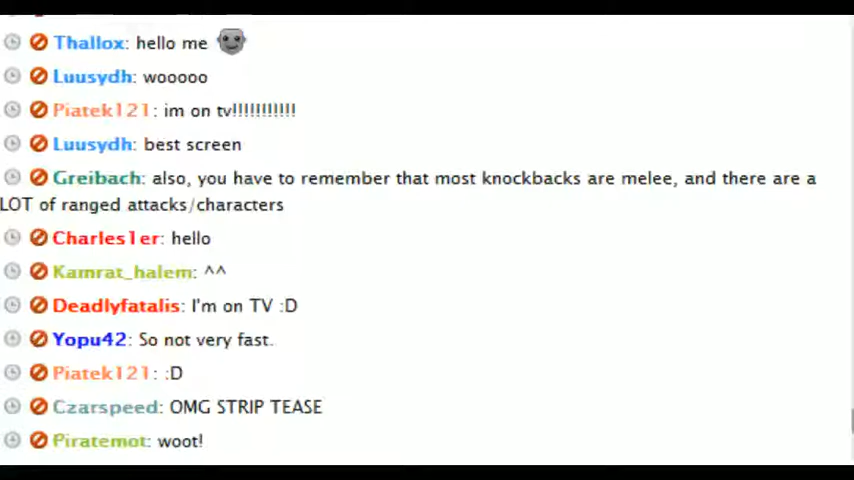 Thallox: hello me
Luusydh: wooooo
Piatek121: im on tv!!!!!!!!!!!
Luusydh: best screen
Greibach: also, you have to remember that most knockbacks are melee, and there are a
LOT of ranged attacks/characters
Charles1er: hello
Kamrat_halem: ^^
Deadlyfatalis: I'm on TV :D
Yopu42: So not very fast.
Piatek121: :D
Czarspeed: OMG STRIP TEASE
Piratemot: woot!